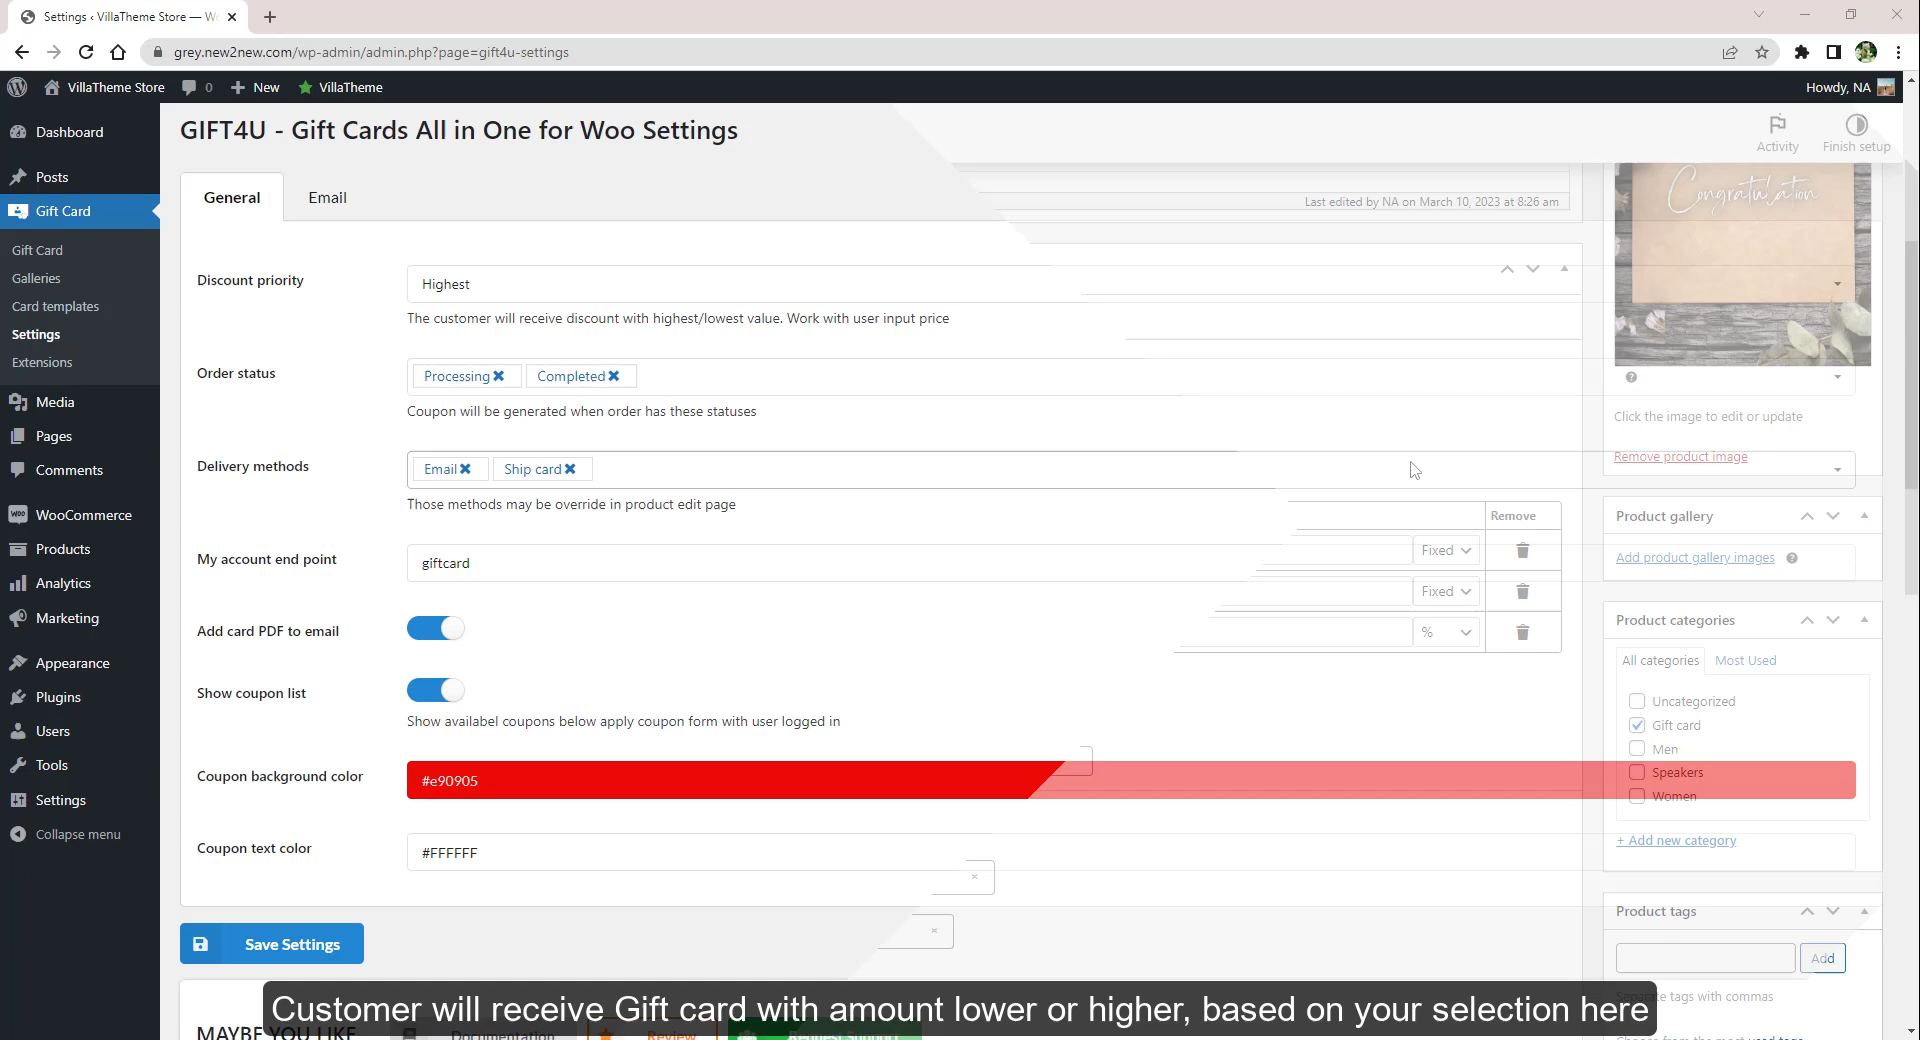 Settings ‹ VillaTheme Store — W
grey.new2new.com/wp-admin/admin.php?page=gift4u-settings
VillaTheme Store
0
New
VillaTheme
Howdy, NA
Dashboard
Posts
Gift Card
Gift Card
Galleries
Card templates
Settings
Extensions
Media
Pages
Comments
WooCommerce
Products
Analytics
Marketing
Appearance
Plugins
Users
Tools
Settings
Collapse menu
GIFT4U - Gift Cards All in One for Woo Settings
Activity
Finish setup
General
Email
Last edited by NA on March 10, 2023 at 8:26 am
Congratulation
Discount priority
Highest
The customer will receive discount with highest/lowest value. Work with user input price
Order status
Processing
Completed
Coupon will be generated when order has these statuses
Click the image to edit or update
Remove product image
Delivery methods
Email
Ship card
Those methods may be override in product edit page
Remove
Fixed
Fixed
%
Product gallery
Add product gallery images
My account end point
giftcard
Add card PDF to email
Product categories
All categories
Most Used
Uncategorized
Gift card
Men
Speakers
Women
+ Add new category
Show coupon list
Show availabel coupons below apply coupon form with user logged in
Coupon background color
#e90905
Coupon text color
#FFFFFF
Product tags
Add
Separate tags with commas
Save Settings
MAYBE YOU LIKE
Documentation
Review
Request Support
Customer will receive Gift card with amount lower or higher, based on your selection here